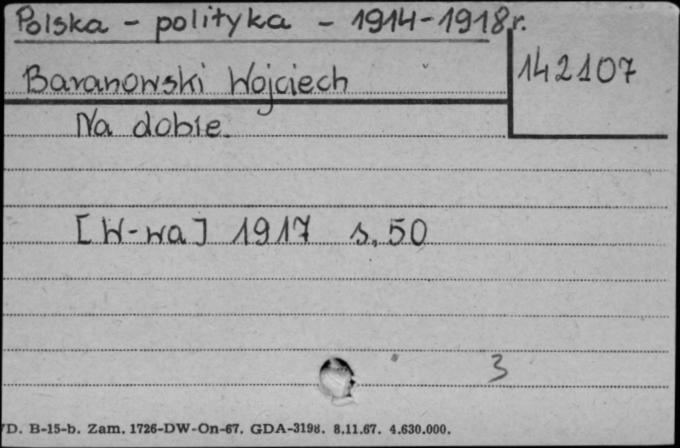 Polska - polityka - 1914-1918r.
Baranowski Wojciech
142107
Na dobie.
[W-wa] 1917 s. 50
3
D. B-15-b. Zam. 1726-DW-On-67. GDA-3198. 8.11.67. 4.630.000.